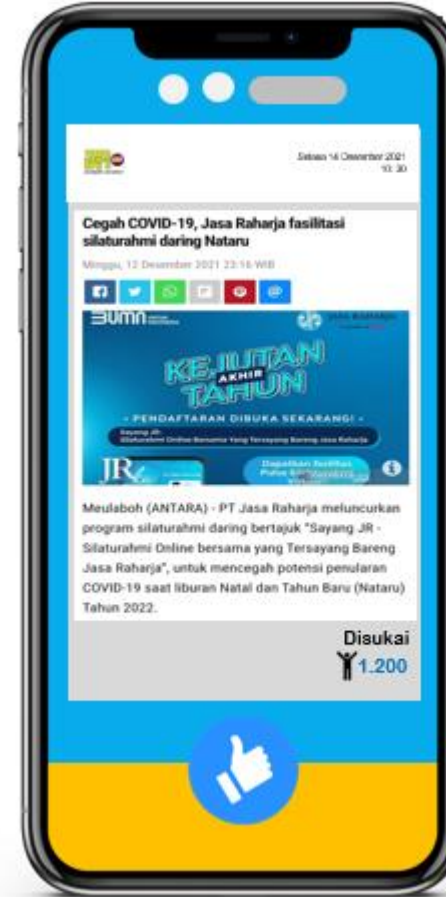 Selasa 14 Desember 2021
10: 30
Cegah COVID-19, Jasa Raharja fasilitasi
silaturahmi daring Nataru
Minggu, 12 Desember 2021 23:16 WIB
BUMN
KEJUTAN
AKHIR
TAHUN
- PENDAFTARAN DIBUKA SEKARANG! -
Sayang JR
Silaturahmi Online Bersama Yang Tersayang Bareng Jasa Raharja
JR
Dapatkan fasilitas
Pulsa
Meulaboh (ANTARA) - PT Jasa Raharja meluncurkan
program silaturahmi daring bertajuk "Sayang JR -
Silaturahmi Online bersama yang Tersayang Bareng
Jasa Raharja", untuk mencegah potensi penularan
COVID-19 saat liburan Natal dan Tahun Baru (Nataru)
Tahun 2022.
Disukai
1.200